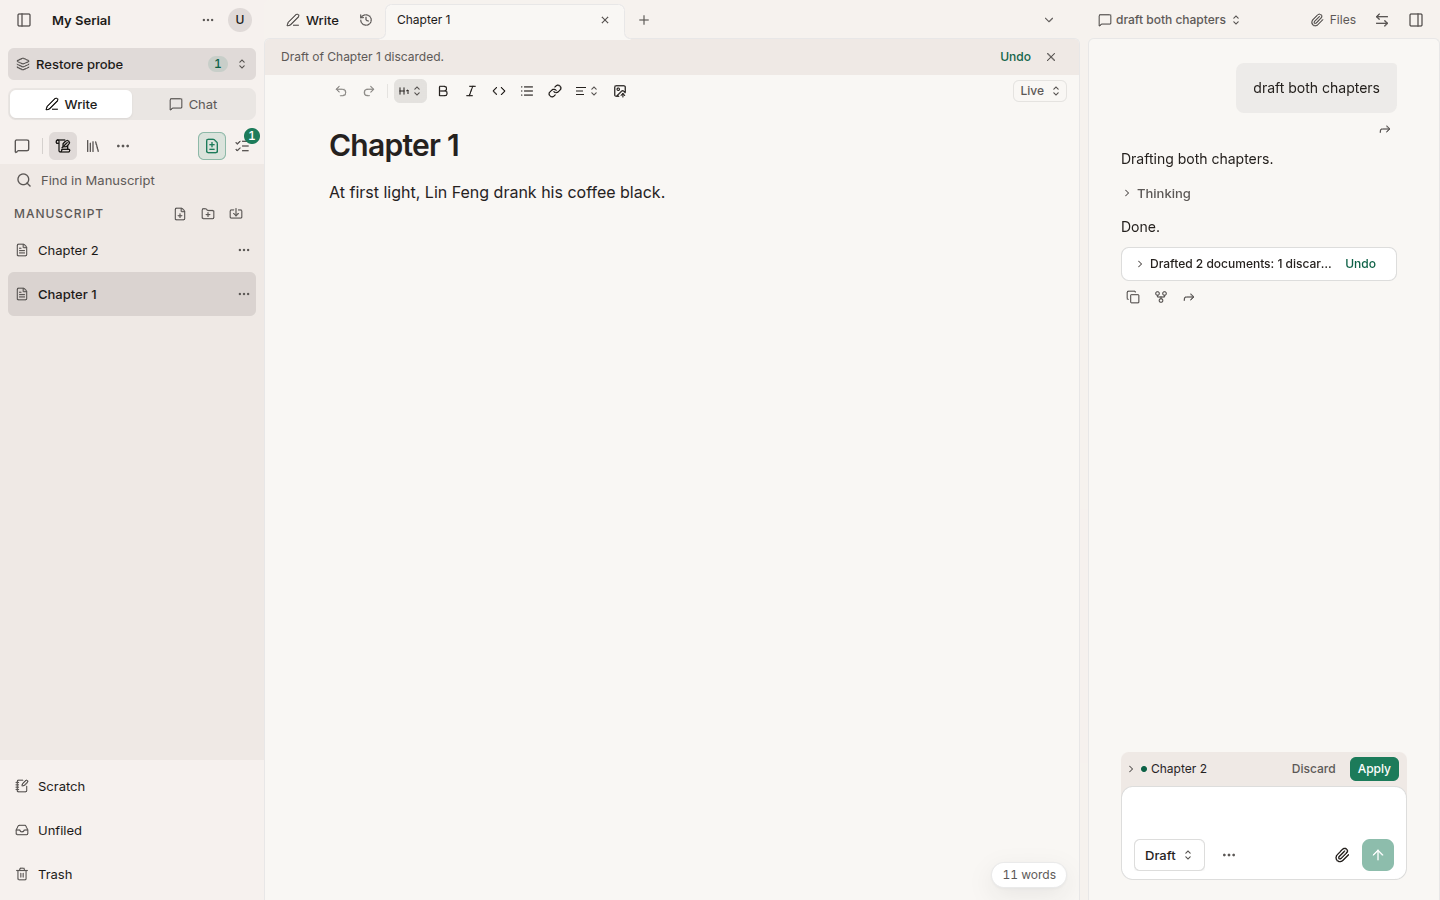 My Serial
U
Write
Chapter 1
draft both chapters
Files
Restore probe
1
Draft of Chapter 1 discarded.
Undo
Write
Chat
H1
Live
draft both chapters
1
Chapter 1
Find in Manuscript
Drafting both chapters.
At first light, Lin Feng drank his coffee black.
Thinking
MANUSCRIPT
Done.
Chapter 2
Drafted 2 documents: 1 discar...
Undo
Chapter 1
Chapter 2
Discard
Apply
Scratch
Unfiled
Draft
Trash
11 words